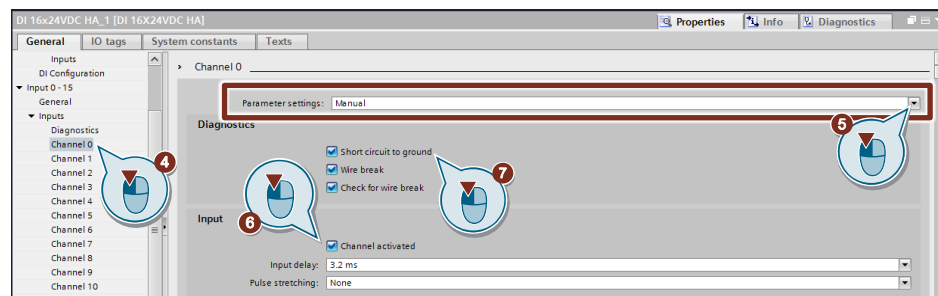 DI 16x24VDC HA_1 [DI 16X24VDC HA]
Properties
Info
Diagnostics
General
IO tags
System constants
Texts
Inputs
DI Configuration
Input 0 - 15
General
Inputs
Diagnostics
Channel 0
Channel 1
Channel 2
Channel 3
Channel 4
Channel 5
Channel 6
Channel 7
Channel 8
Channel 9
Channel 10
4
Channel 0
Parameter settings: Manual
5
Diagnostics
Short circuit to ground
Wire break
Check for wire break
7
6
Input
Channel activated
Input delay: 3.2 ms
Pulse stretching: None